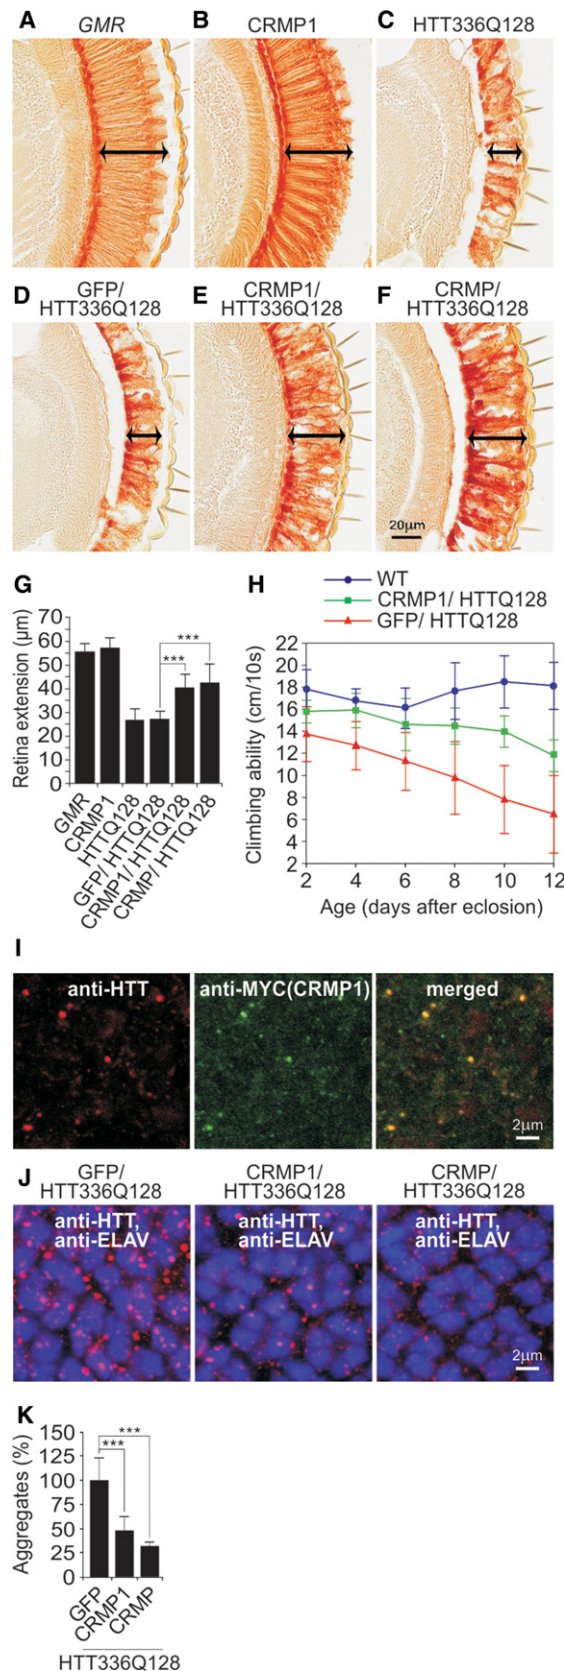 A GMR
B CRMP1
C HTT336Q128
D GFP/
HTT336Q128
E CRMP1/
HTT336Q128
F CRMP/
HTT336Q128
20μm
G
Retina extension (μm)
70
60
50
40
30
20
10
0
***
***
GMR
CRMP1
HTTQ128
GFP/ HTTQ128
CRMP1/ HTTQ128
CRMP/ HTTQ128
H
WT
CRMP1/ HTTQ128
GFP/ HTTQ128
Climbing ability (cm/10s)
22
20
18
16
14
12
10
8
6
4
2
2 4 6 8 10 12
Age (days after eclosion)
I
anti-HTT
anti-MYC(CRMP1)
merged
2μm
J
GFP/
HTT336Q128
CRMP1/
HTT336Q128
CRMP/
HTT336Q128
anti-HTT,
anti-ELAV
anti-HTT,
anti-ELAV
anti-HTT,
anti-ELAV
2μm
K
Aggregates (%)
150
125
100
75
50
25
0
***
***
GFP
CRMP1
CRMP
HTT336Q128